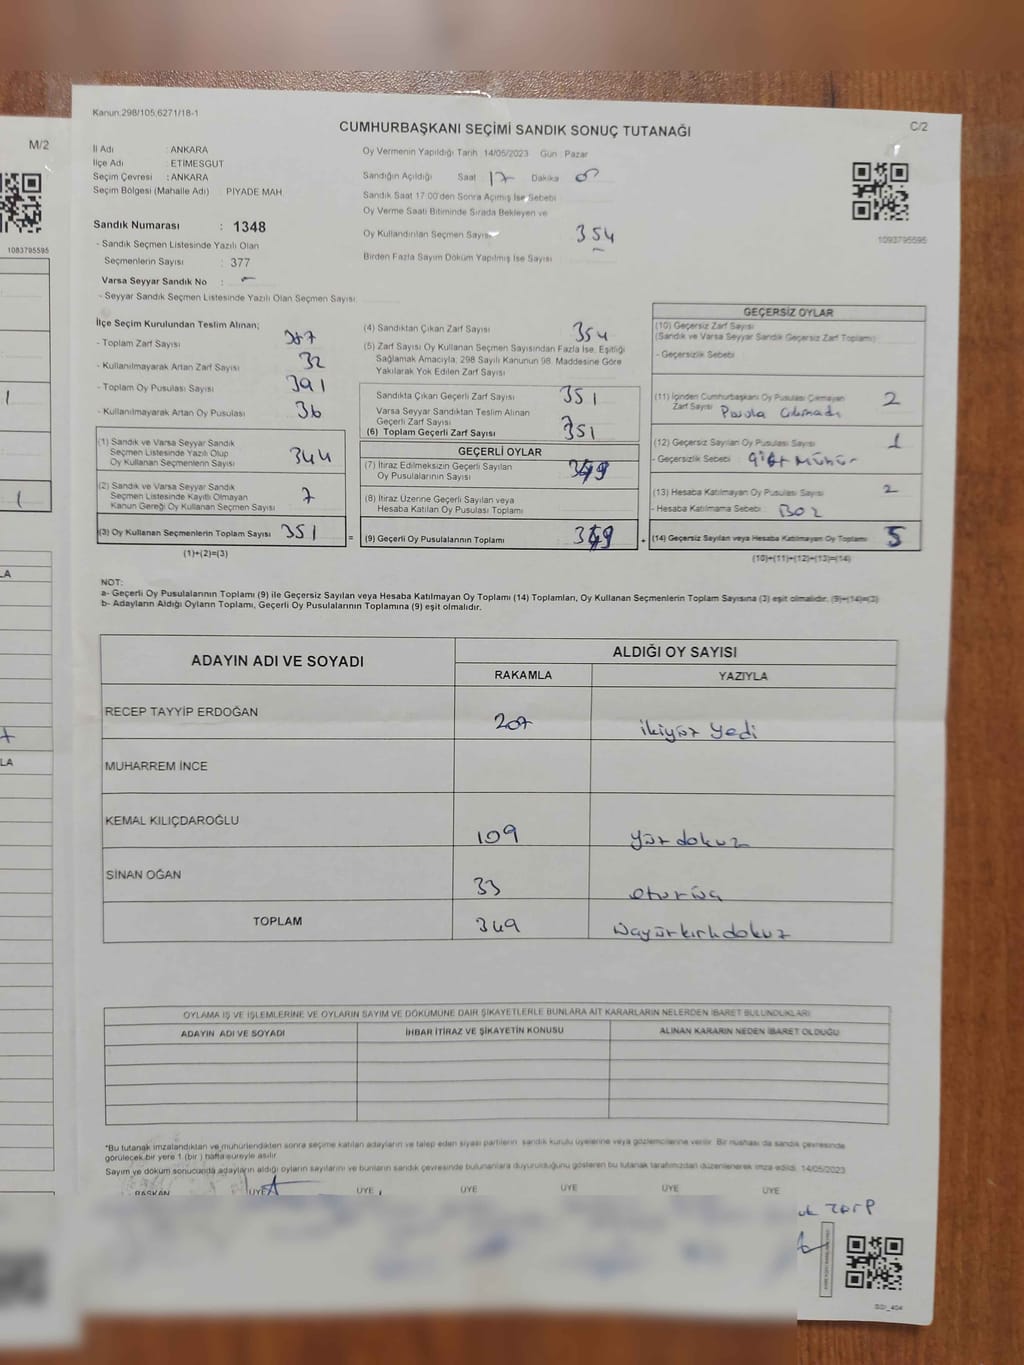 Kanun,298/105,6271/18-1
CUMHURBAŞKANI SEÇİMİ SANDIK SONUÇ TUTANAĞI
C/2
M/2
İl Adı : ANKARA
İlçe Adı : ETİMESGUT
Seçim Çevresi : ANKARA
Seçim Bölgesi (Mahalle Adı) : PİYADE MAH
Oy Vermenin Yapıldığı Tarih 14/05/2023 Gün Pazar
Sandığın Açıldığı Saat 17 Dakika
Sandık Saat 17:00'den Sonra Açılmış İse Sebebi
Oy Verme Saati Bitiminde Sırada Bekleyen ve
Oy Kullandırılan Seçmen Sayısı 354
Birden Fazla Sayım Döküm Yapılmış İse Sayısı
1093795595
1083795595
Sandık Numarası : 1348
- Sandık Seçmen Listesinde Yazılı Olan
Seçmenlerin Sayısı : 377
Varsa Seyyar Sandık No : -
- Seyyar Sandık Seçmen Listesinde Yazılı Olan Seçmen Sayısı
İlçe Seçim Kurulundan Teslim Alınan;
- Toplam Zarf Sayısı 387
- Kullanılmayarak Artan Zarf Sayısı 32
- Toplam Oy Pusulası Sayısı 391
- Kullanılmayarak Artan Oy Pusulası 36
(1) Sandık ve Varsa Seyyar Sandık
Seçmen Listesinde Yazılı Olup
Oy Kullanan Seçmenlerin Sayısı 344
(2) Sandık ve Varsa Seyyar Sandık
Seçmen Listesinde Kayıtlı Olmayan
Kanun Gereği Oy Kullanan Seçmen Sayısı 7
(3) Oy Kullanan Seçmenlerin Toplam Sayısı 351
(1)+(2)=(3)
(4) Sandıktan Çıkan Zarf Sayısı 354
(5) Zarf Sayısı Oy Kullanan Seçmen Sayısından Fazla İse, Eşitliği
Sağlamak Amacıyla, 298 Sayılı Kanunun 98. Maddesine Göre
Yakılarak Yok Edilen Zarf Sayısı
Sandıkta Çıkan Geçerli Zarf Sayısı 351
Varsa Seyyar Sandıktan Teslim Alınan
Geçerli Zarf Sayısı
(6) Toplam Geçerli Zarf Sayısı 351
GEÇERLİ OYLAR
(7) İtiraz Edilmeksizin Geçerli Sayılan
Oy Pusulalarının Sayısı 349
(8) İtiraz Üzerine Geçerli Sayılan veya
Hesaba Katılan Oy Pusulası Toplamı
= (9) Geçerli Oy Pusulalarının Toplamı 349 +
GEÇERSİZ OYLAR
(10) Geçersiz Zarf Sayısı
(Sandık ve Varsa Seyyar Sandık Geçersiz Zarf Toplamı)
- Geçersizlik Sebebi
(11) İçinden Cumhurbaşkanı Oy Pusulası Çıkmayan 2
Zarf Sayısı Pusula Çıkmadı
(12) Geçersiz Sayılan Oy Pusulası Sayısı 1
- Geçersizlik Sebebi : Çift Mühür
(13) Hesaba Katılmayan Oy Pusulası Sayısı 2
- Hesaba Katılmama Sebebi : Boz
(14) Geçersiz Sayılan veya Hesaba Katılmayan Oy Toplamı 5
(10)+(11)+(12)+(13)=(14)
NOT:
a- Geçerli Oy Pusulalarının Toplamı (9) ile Geçersiz Sayılan veya Hesaba Katılmayan Oy Toplamı (14) Toplamları, Oy Kullanan Seçmenlerin Toplam Sayısına (3) eşit olmalıdır. (9)+(14)=(3)
b- Adayların Aldığı Oyların Toplamı, Geçerli Oy Pusulalarının Toplamına (9) eşit olmalıdır.
ADAYIN ADI VE SOYADI
ALDIĞI OY SAYISI
RAKAMLA YAZIYLA
RECEP TAYYİP ERDOĞAN 207 ikiyüz yedi
MUHARREM İNCE
KEMAL KILIÇDAROĞLU 109 yüz dokuz
SİNAN OĞAN 33 otuz üç
TOPLAM 349 üçyüzkırkdokuz
OYLAMA İŞ VE İŞLEMLERİNE VE OYLARIN SAYIM VE DÖKÜMÜNE DAİR ŞİKAYETLERLE BUNLARA AİT KARARLARIN NELERDEN İBARET BULUNDUKLARI
ADAYIN ADI VE SOYADI İHBAR İTİRAZ VE ŞİKAYETİN KONUSU ALINAN KARARIN NEDEN İBARET OLDUĞU
*Bu tutanak imzalandıktan ve mühürlendikten sonra seçime katılan adayların ve talep eden siyasi partilerin sandık kurulu üyelerine veya gözlemcilerine verilir. Bir nüshası da sandık çevresinde
görülecek bir yere 1 (bir) hafta süreyle asılır.
Sayım ve döküm sonucunda adayların aldığı oyların sayılarını ve bunların sandık çevresinde bulunanlara duyurulduğunu gösteren bu tutanak tarafımızdan düzenlenerek imza edildi. 14/05/2023
BAŞKAN ÜYE ÜYE ÜYE ÜYE ÜYE ÜYE